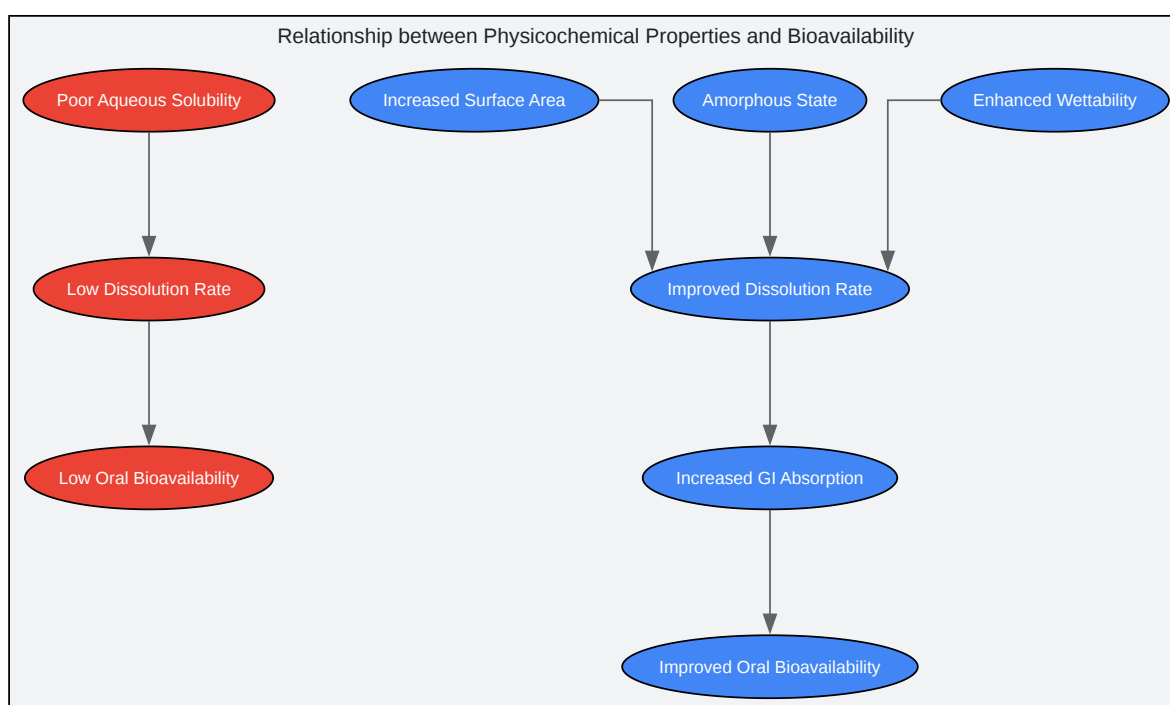 Relationship between Physicochemical Properties and Bioavailability
Poor Aqueous Solubility
Increased Surface Area
Amorphous State
Enhanced Wettability
Low Dissolution Rate
Improved Dissolution Rate
Low Oral Bioavailability
Increased GI Absorption
Improved Oral Bioavailability